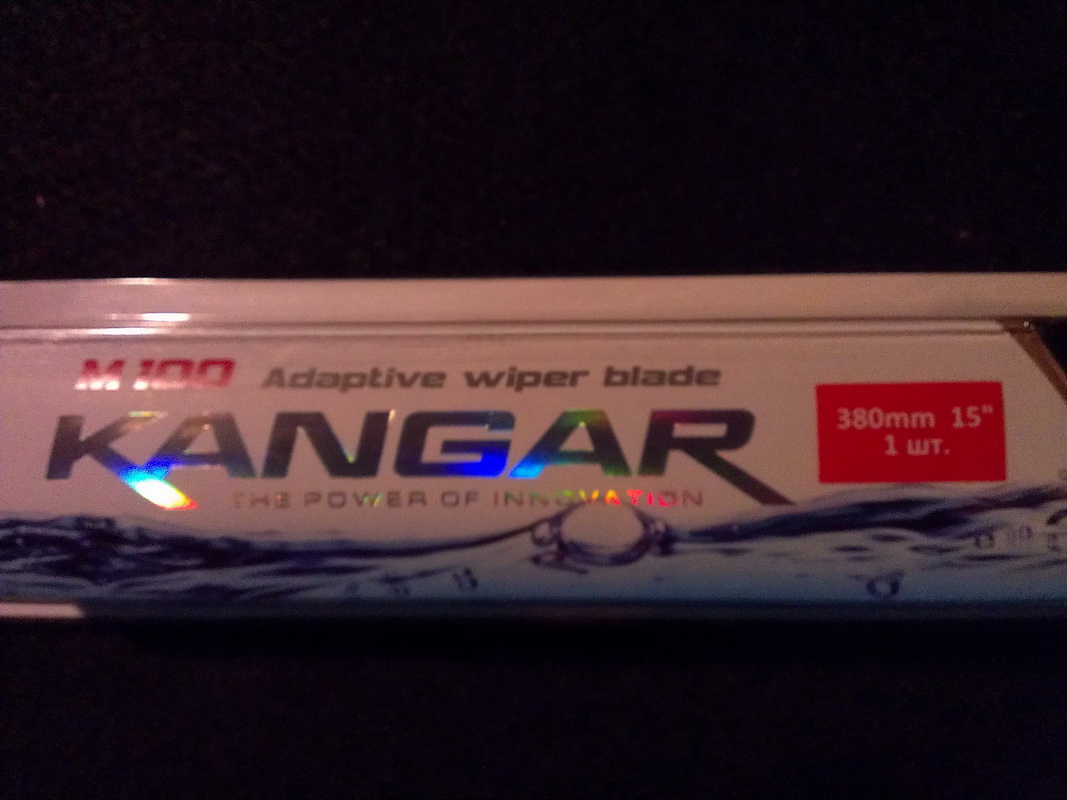 M100 Adaptive wiper blade
KANGAR
THE POWER OF INNOVATION
380mm 15"
1 шт.